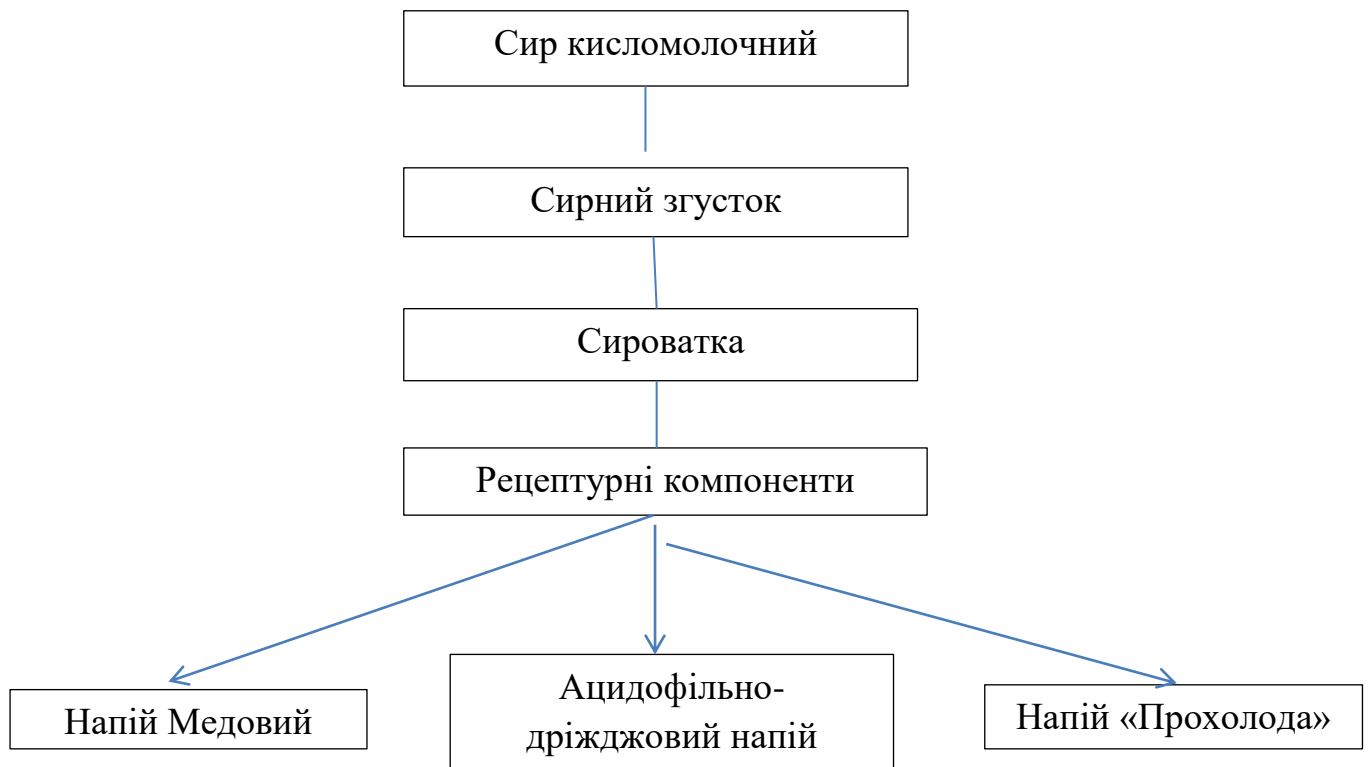 Сир кисломолочний
Сирний згусток
Сироватка
Рецептурні компоненти
Напій Медовий
Ацидофільно-
дріжджовий напій
Напій «Прохолода»